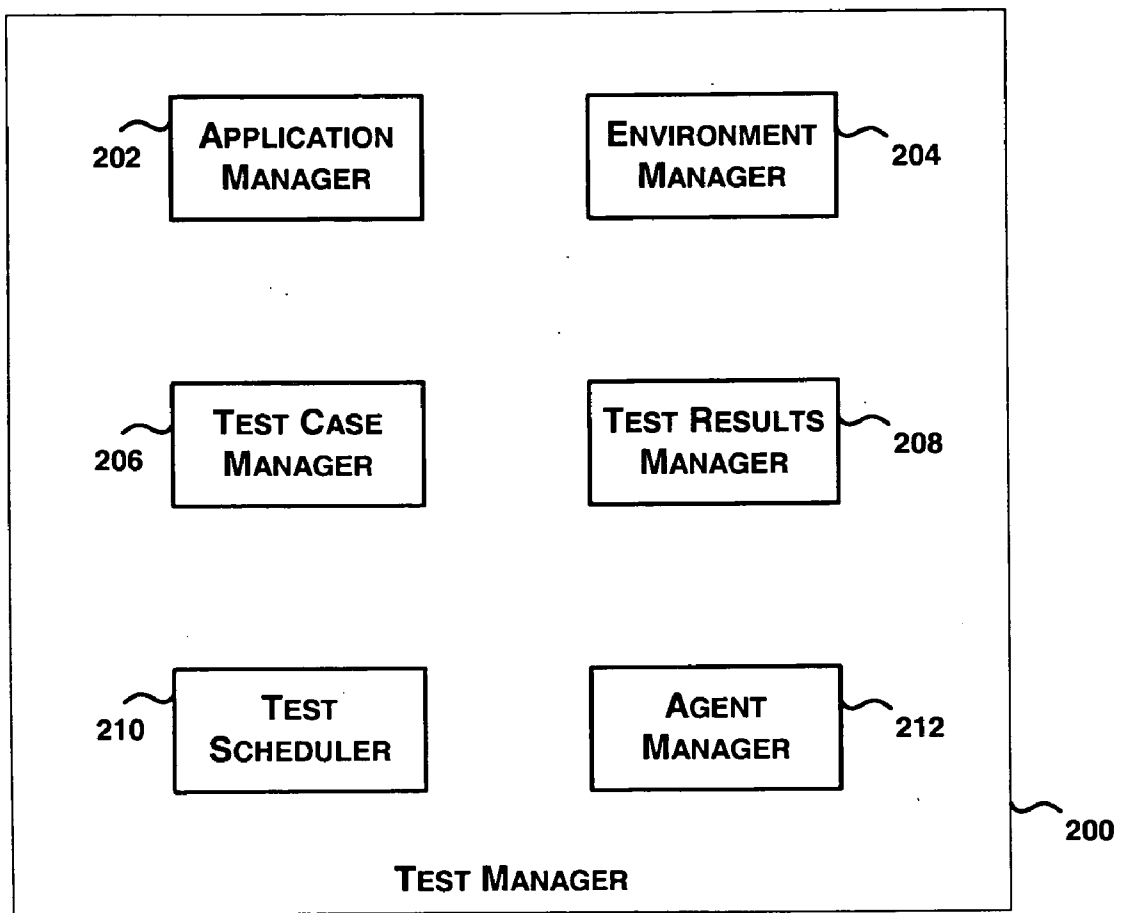 APPLICATION
MANAGER
202
ENVIRONMENT
MANAGER
204
TEST CASE
MANAGER
206
TEST RESULTS
MANAGER
208
TEST
SCHEDULER
210
AGENT
MANAGER
212
200
TEST MANAGER